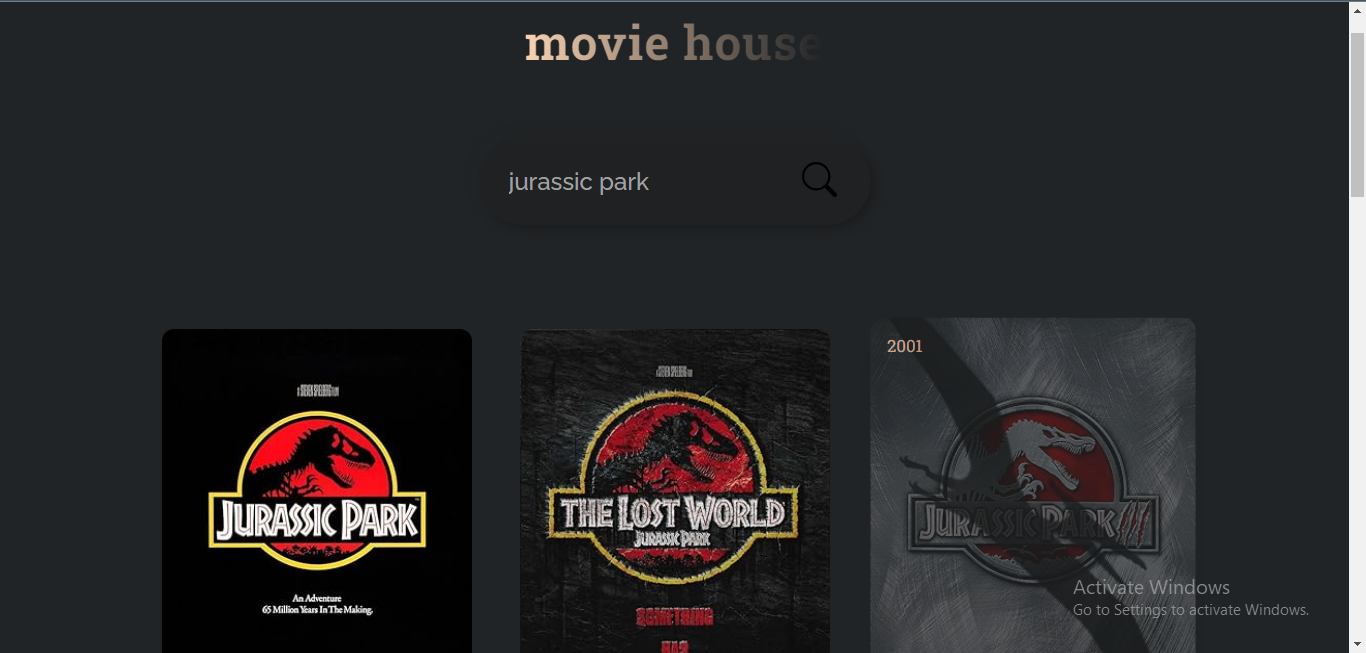 movie house
jurassic park
2001
JURASSIC PARK
An Adventure
65 Million Years In The Making.
THE LOST WORLD
JURASSIC PARK
SOMETHING
HAS
JURASSIC PARK III
Activate Windows
Go to Settings to activate Windows.